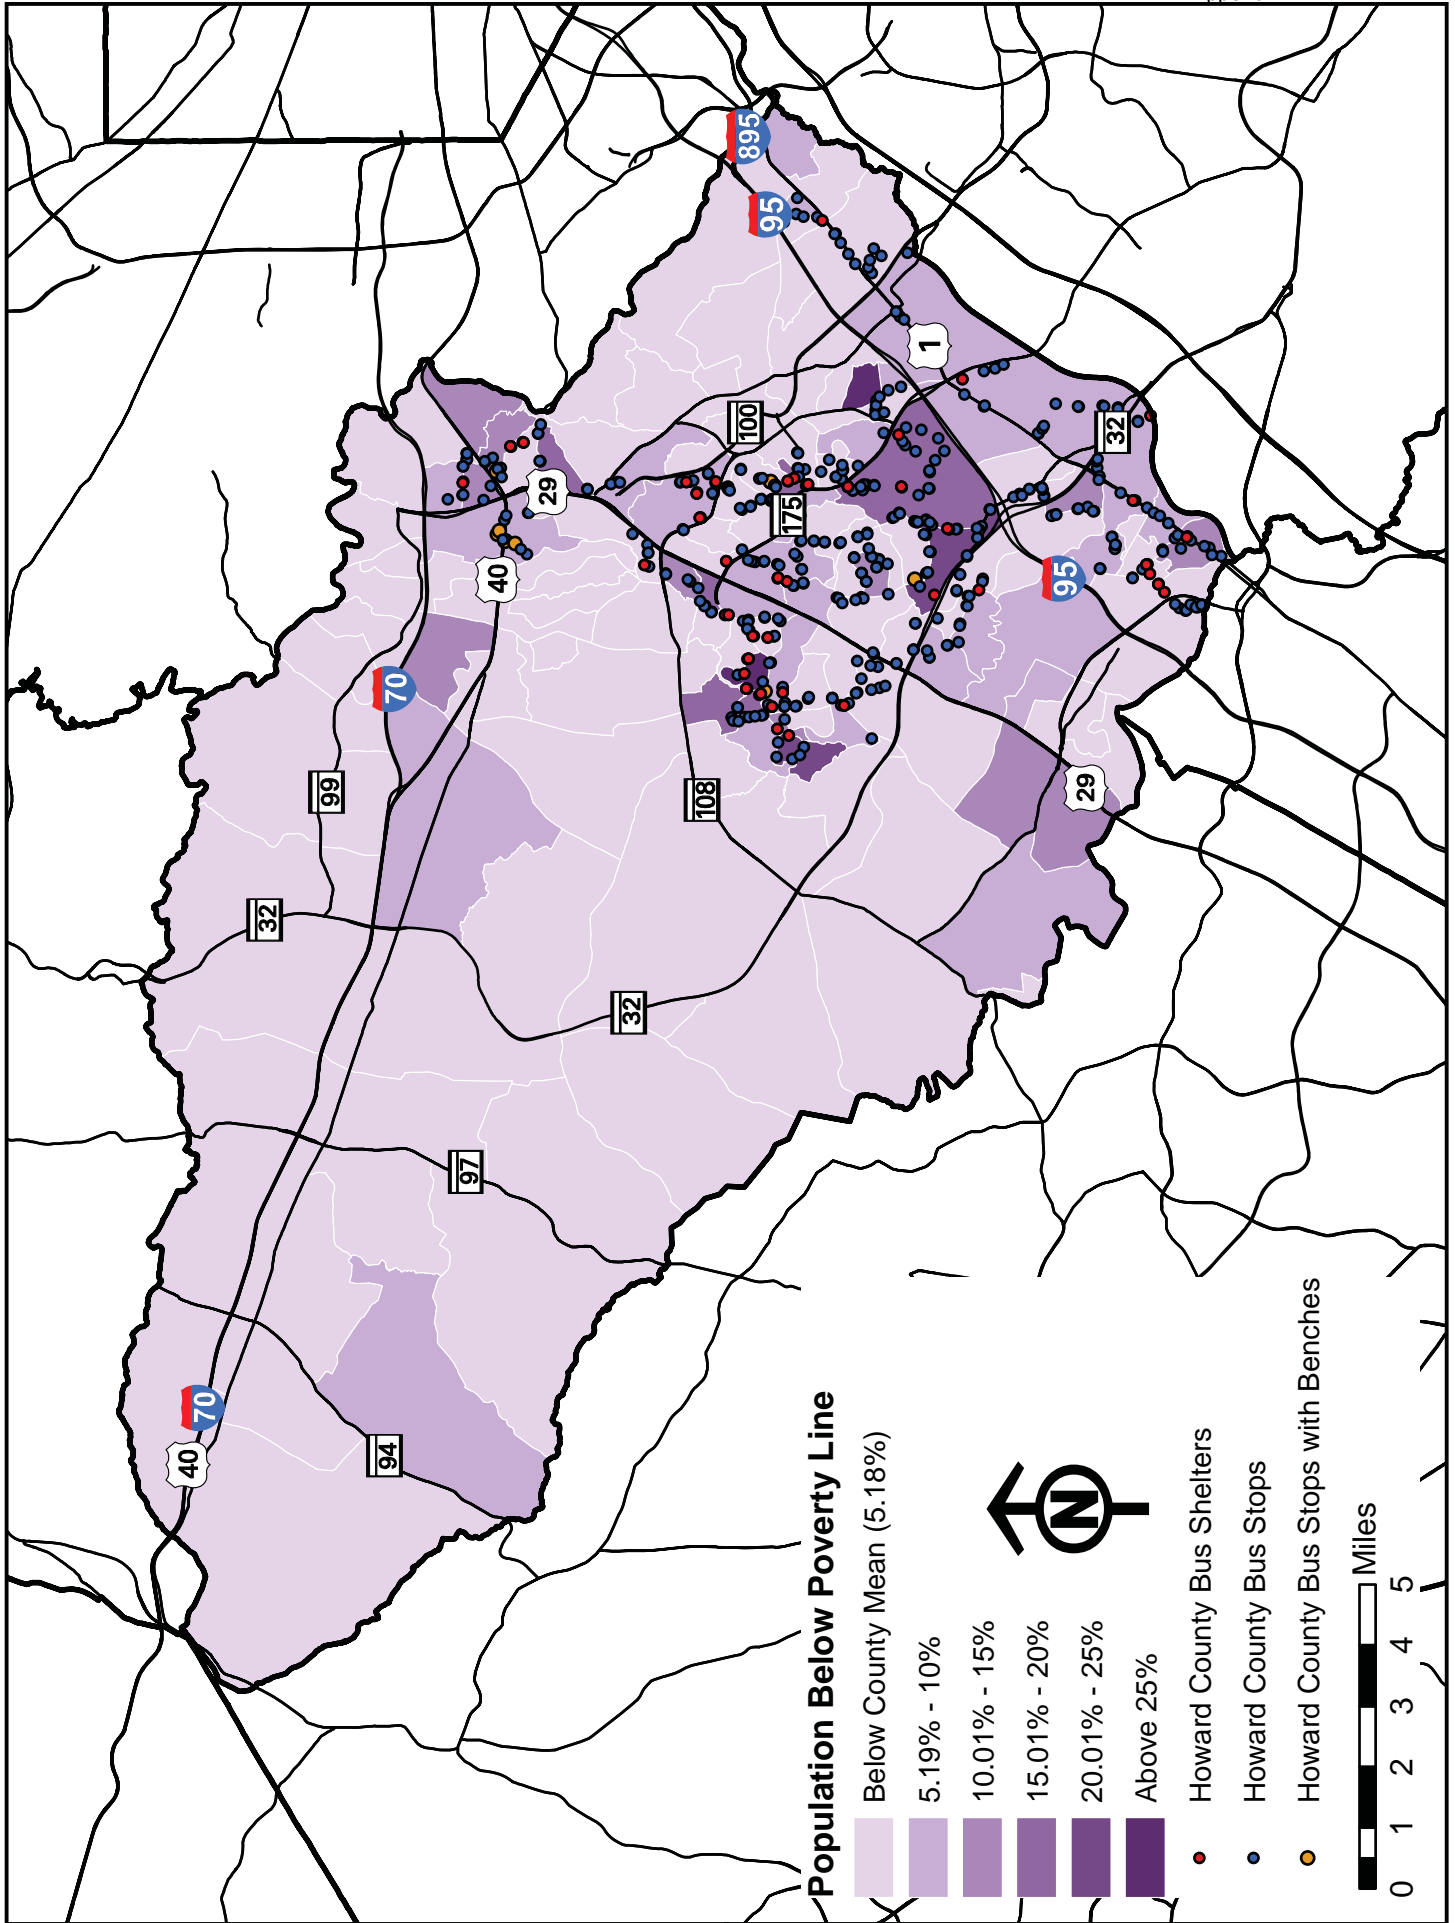 Population Below Poverty Line
Below County Mean (5.18%)
5.19% - 10%
10.01% - 15%
15.01% - 20%
20.01% - 25%
Above 25%
Howard County Bus Shelters
Howard County Bus Stops
Howard County Bus Stops with Benches
N
0 1 2 3 4 5
Miles
40
70
94
97
32
99
70
32
108
40
29
100
175
29
95
32
1
95
895